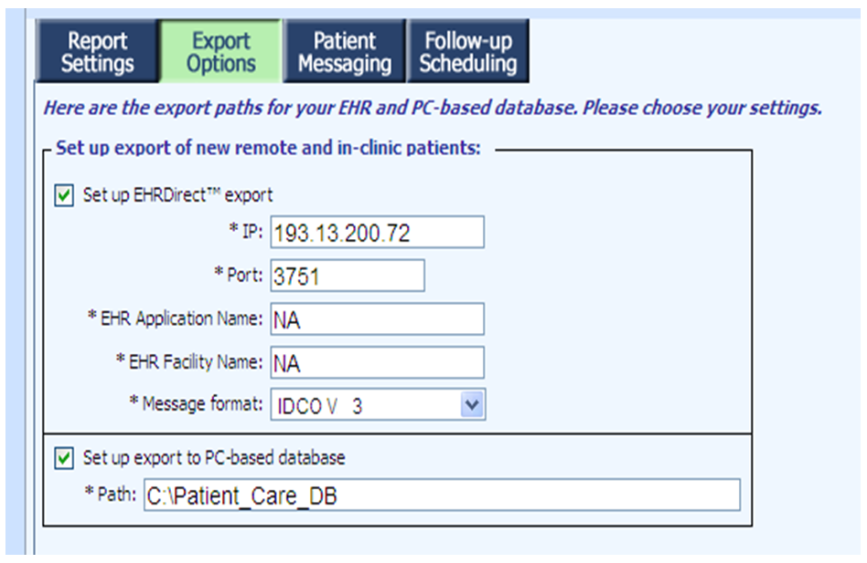 Report Settings
Export Options
Patient Messaging
Follow-up Scheduling
Here are the export paths for your EHR and PC-based database. Please choose your settings.
Set up export of new remote and in-clinic patients:
Set up EHRDirect™ export
* IP: 193.13.200.72
* Port: 3751
* EHR Application Name: NA
* EHR Facility Name: NA
* Message format: IDCO V 3
Set up export to PC-based database
* Path: C:\Patient_Care_DB